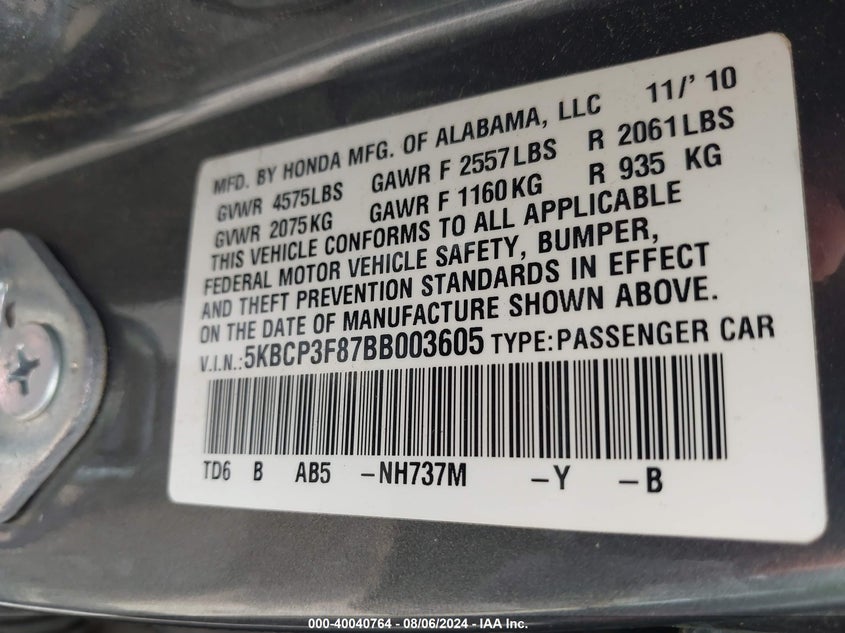 MFD. BY HONDA MFG. OF ALABAMA, LLC 11/'10
GVWR 4575LBS GAWR F 2557LBS R 2061LBS
GVWR 2075KG GAWR F 1160KG R 935 KG
THIS VEHICLE CONFORMS TO ALL APPLICABLE
FEDERAL MOTOR VEHICLE SAFETY, BUMPER,
AND THEFT PREVENTION STANDARDS IN EFFECT
ON THE DATE OF MANUFACTURE SHOWN ABOVE.
V.I.N.:5KBCP3F87BB003605 TYPE:PASSENGER CAR
TD6 B AB5 -NH737M -Y -B
000-40040764 - 08/06/2024 - IAA Inc.